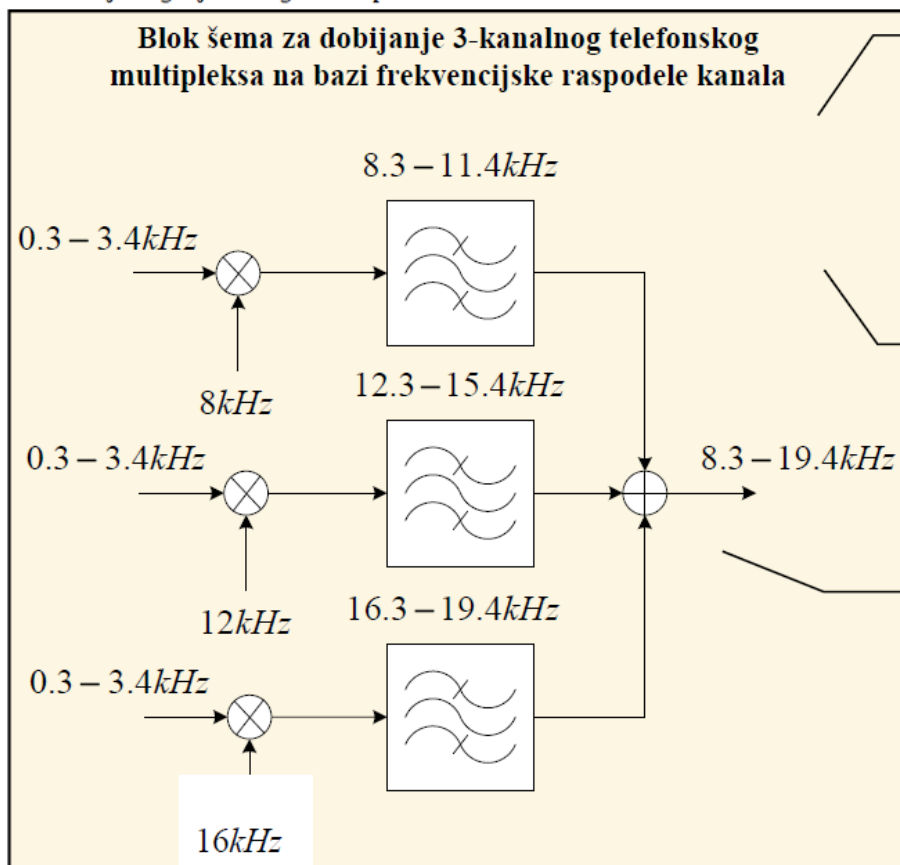 Blok šema za dobijanje 3-kanalnog telefonskog
multipleksa na bazi frekvencijske raspodele kanala
8.3 – 11.4kHz
0.3 – 3.4kHz
8kHz
12.3 – 15.4kHz
0.3 – 3.4kHz
8.3 – 19.4kHz
12kHz
16.3 – 19.4kHz
0.3 – 3.4kHz
16kHz